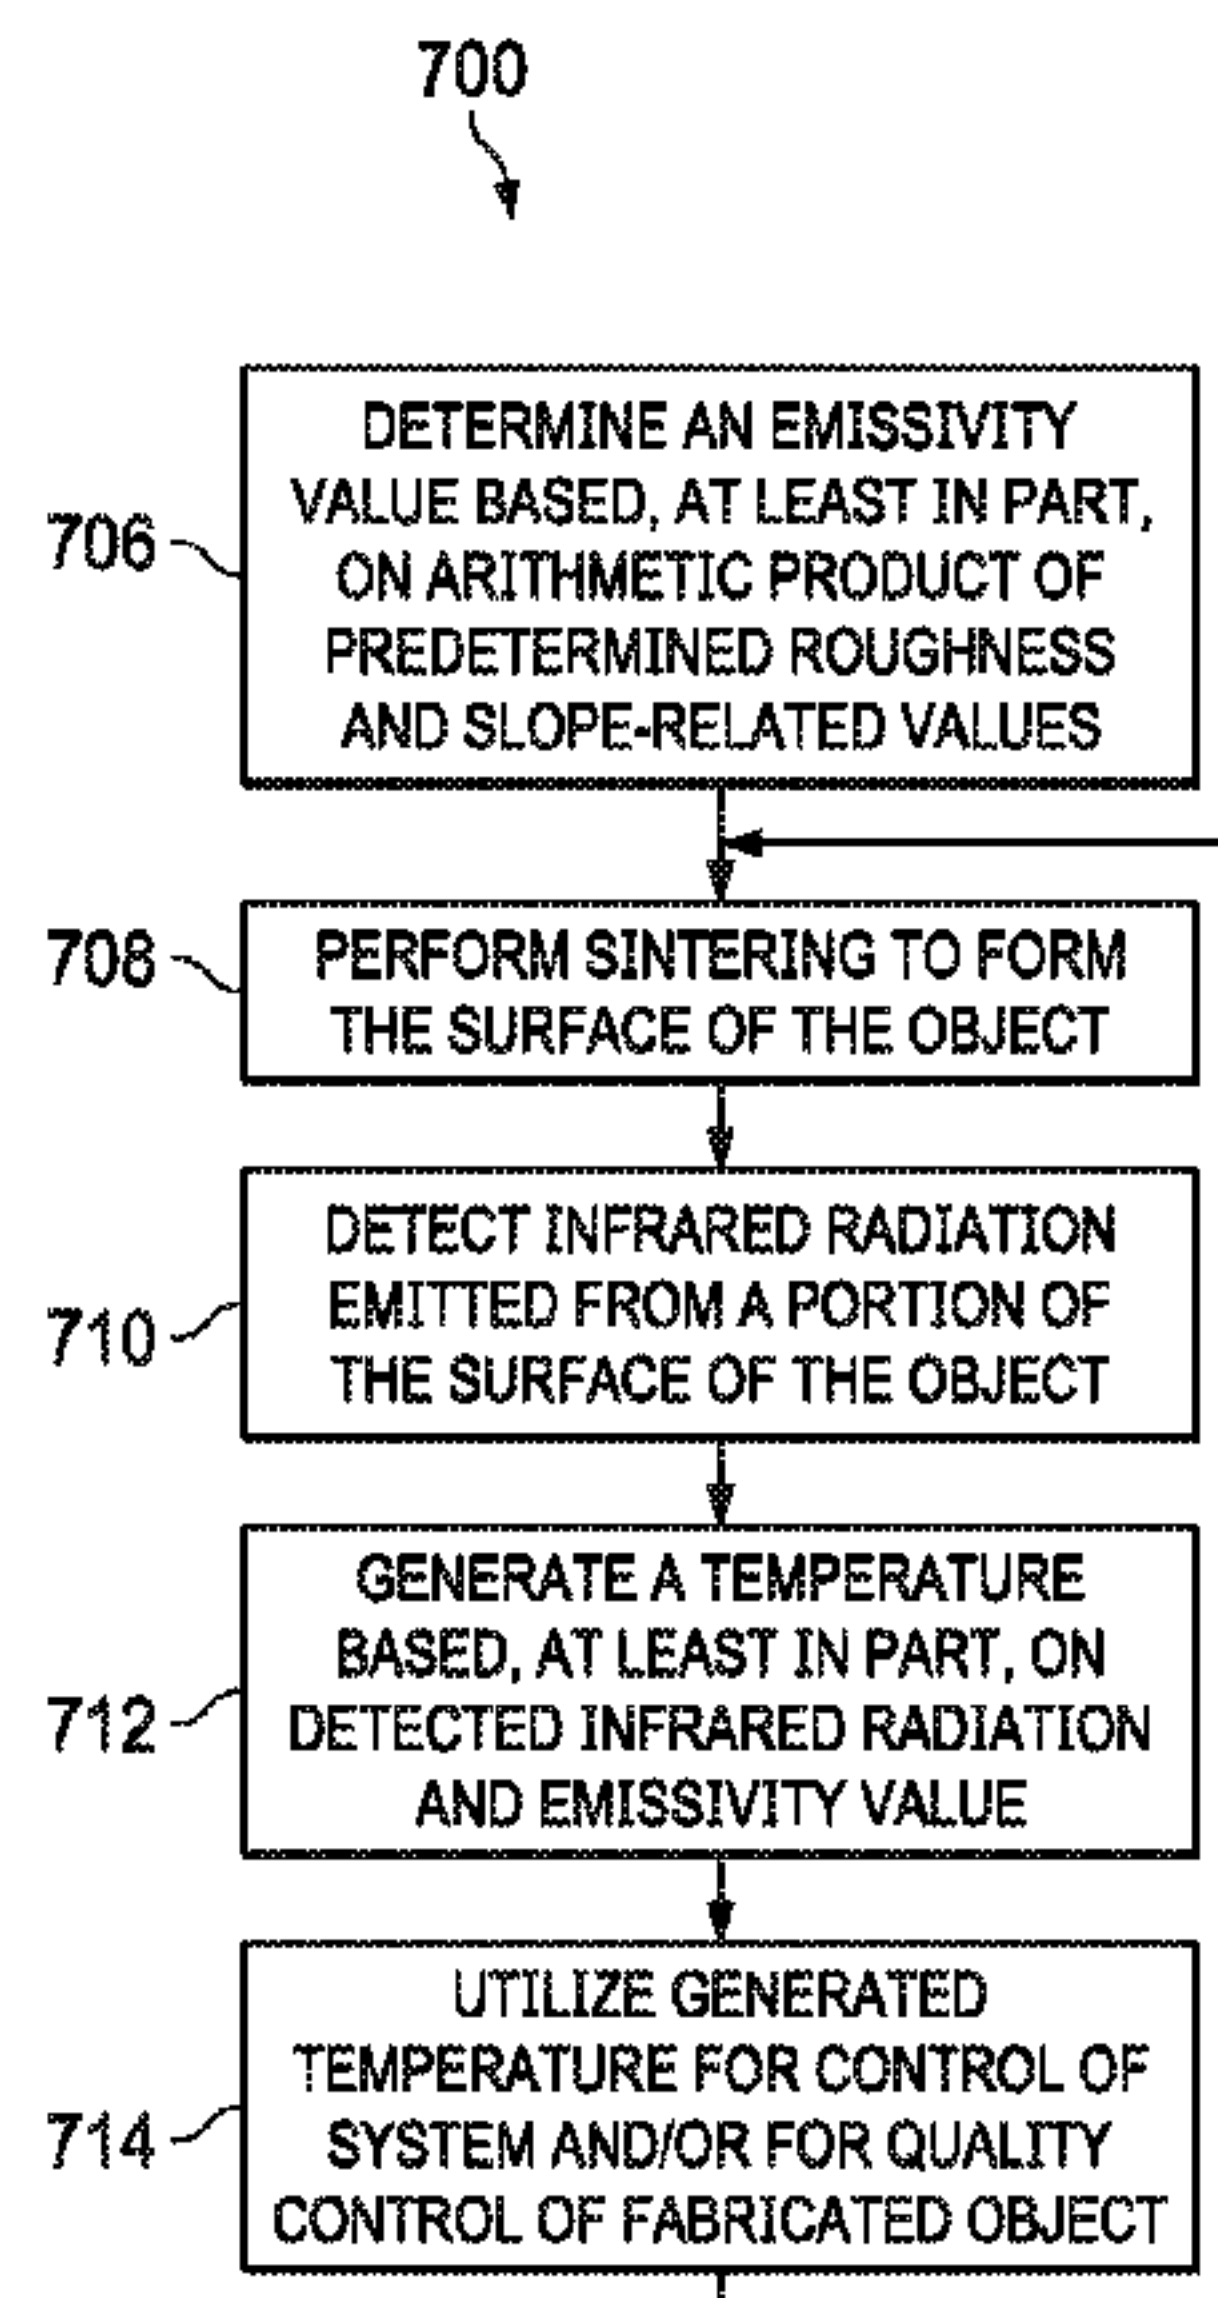 700
706
DETERMINE AN EMISSIVITY
VALUE BASED, AT LEAST IN PART,
ON ARITHMETIC PRODUCT OF
PREDETERMINED ROUGHNESS
AND SLOPE-RELATED VALUES
708
PERFORM SINTERING TO FORM
THE SURFACE OF THE OBJECT
710
DETECT INFRARED RADIATION
EMITTED FROM A PORTION OF
THE SURFACE OF THE OBJECT
712
GENERATE A TEMPERATURE
BASED, AT LEAST IN PART, ON
DETECTED INFRARED RADIATION
AND EMISSIVITY VALUE
714
UTILIZE GENERATED
TEMPERATURE FOR CONTROL OF
SYSTEM AND/OR FOR QUALITY
CONTROL OF FABRICATED OBJECT